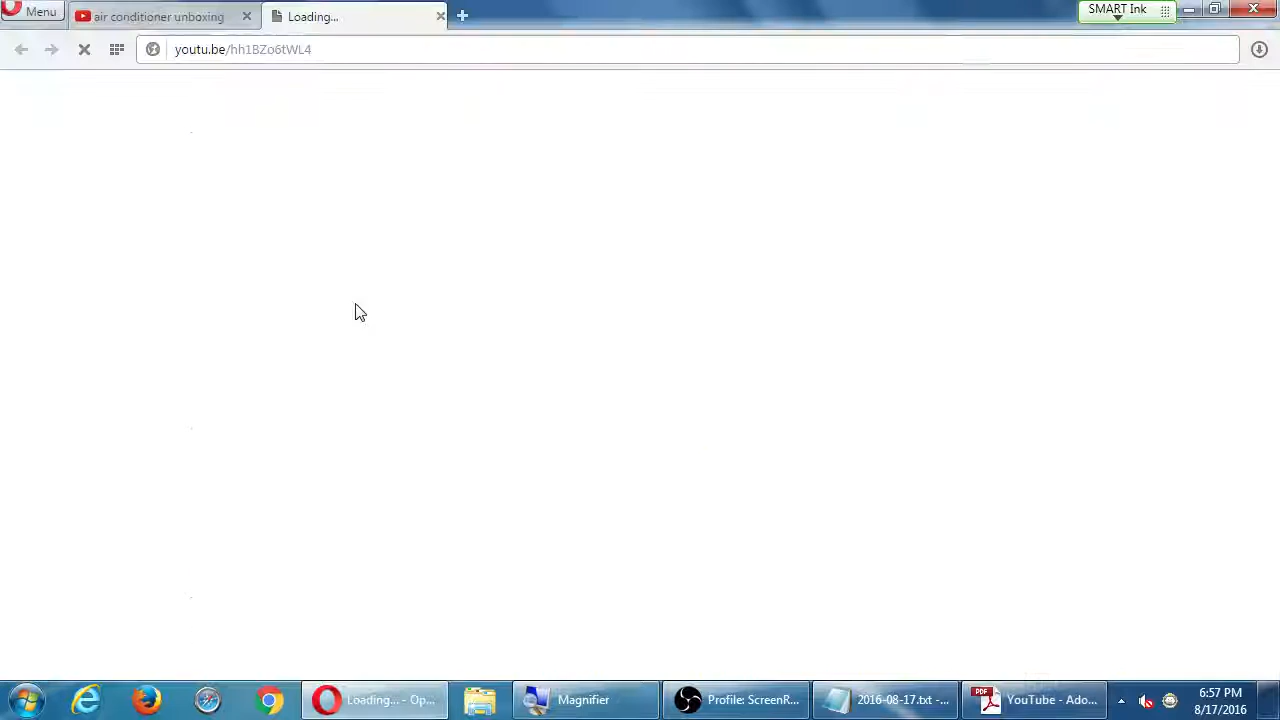 Menu
air conditioner unboxing
Loading...
SMART Ink
youtu.be/hh1BZo6tWL4
Loading... - Op...
Magnifier
Profile: ScreenR...
2016-08-17.txt -...
PDF
YouTube - Ado...
6:57 PM
8/17/2016